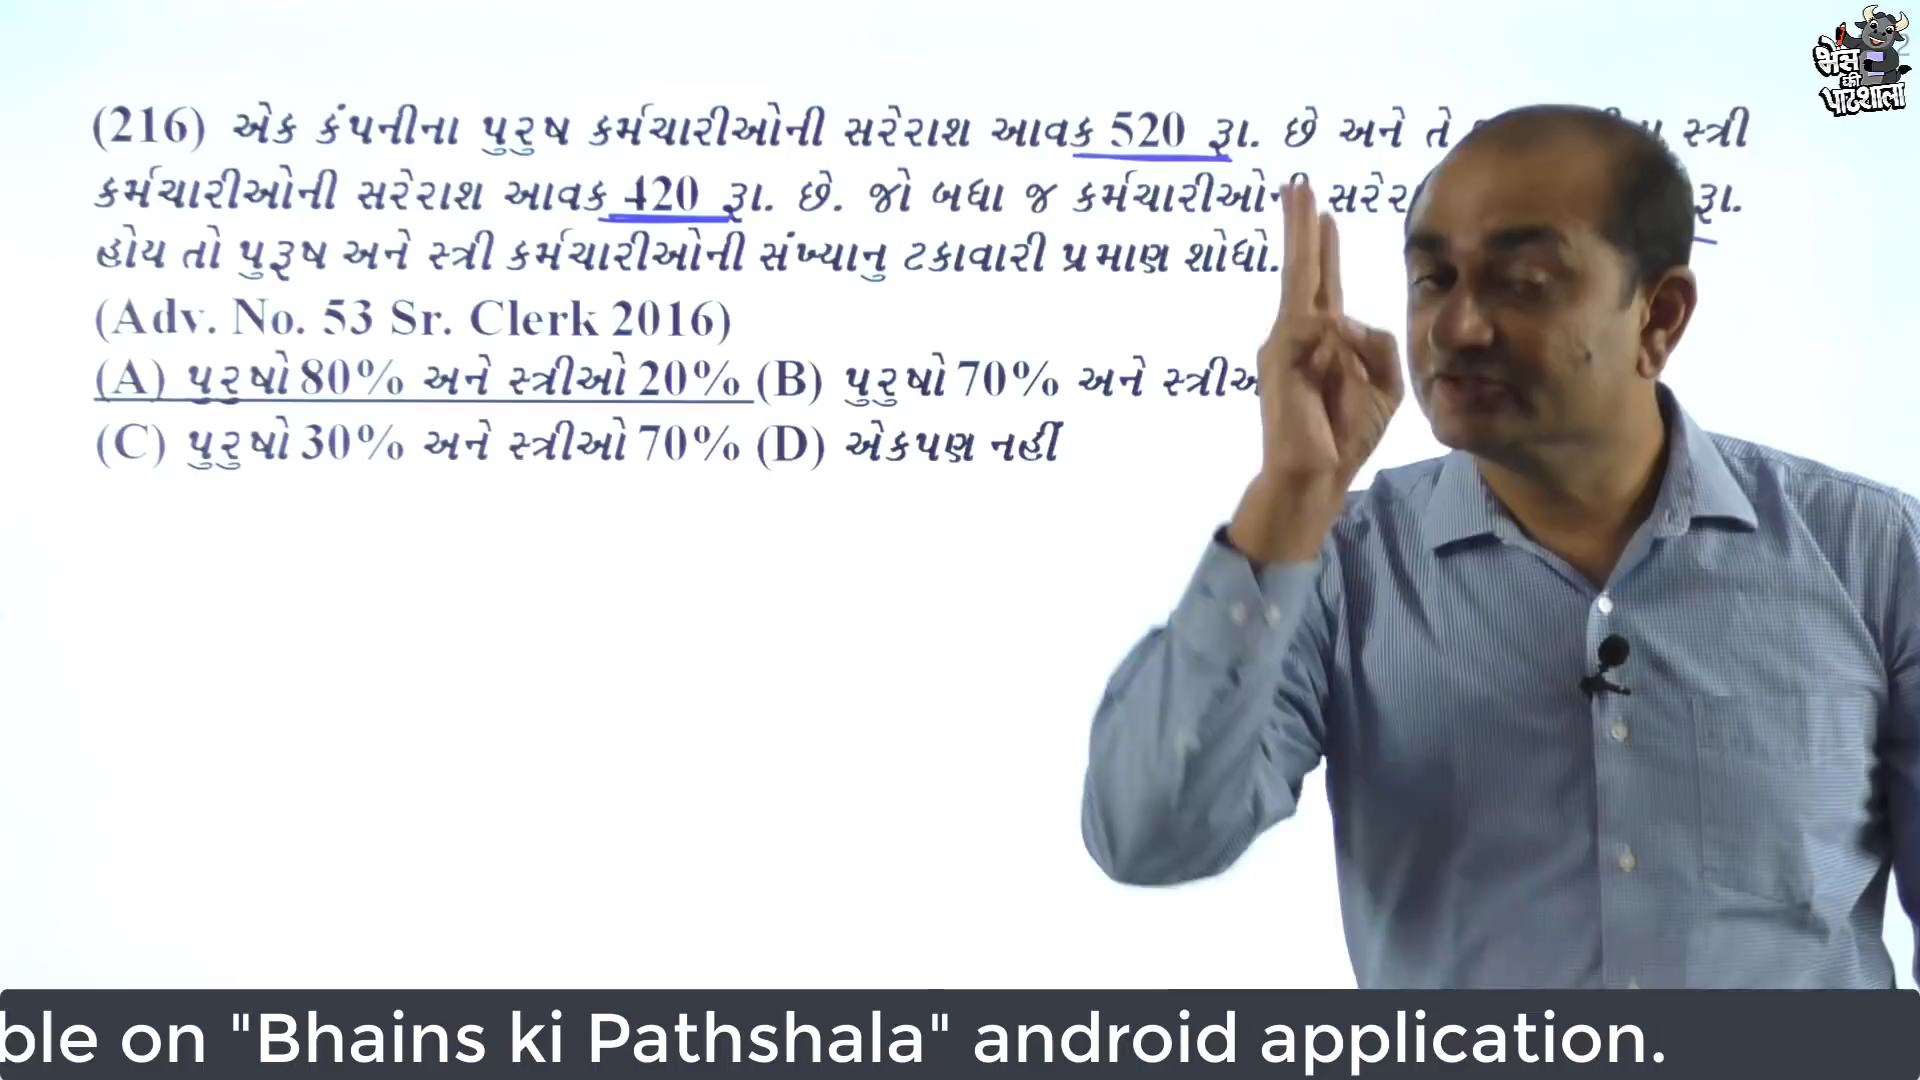 भैंस
की
पाठशाला
(216) એક કંપનીના પુરુષ કર્મચારીઓની સરેરાશ આવક 520 રૂા. છે અને તે સ્ત્રી
કર્મચારીઓની સરેરાશ આવક 420 રૂા. છે. જો બધા જ કર્મચારીઓની રૂા.
હોય તો પુરૂષ અને સ્ત્રી કર્મચારીઓની સંખ્યાનુ ટકાવારી પ્રમાણ શોધો.
(Adv. No. 53 Sr. Clerk 2016)
(A) પુરુષો 80% અને સ્ત્રીઓ 20% (B) પુરુષો 70% અને
(C) પુરુષો 30% અને સ્ત્રીઓ 70% (D) એકપણ નહીં
ble on "Bhains ki Pathshala" android application.